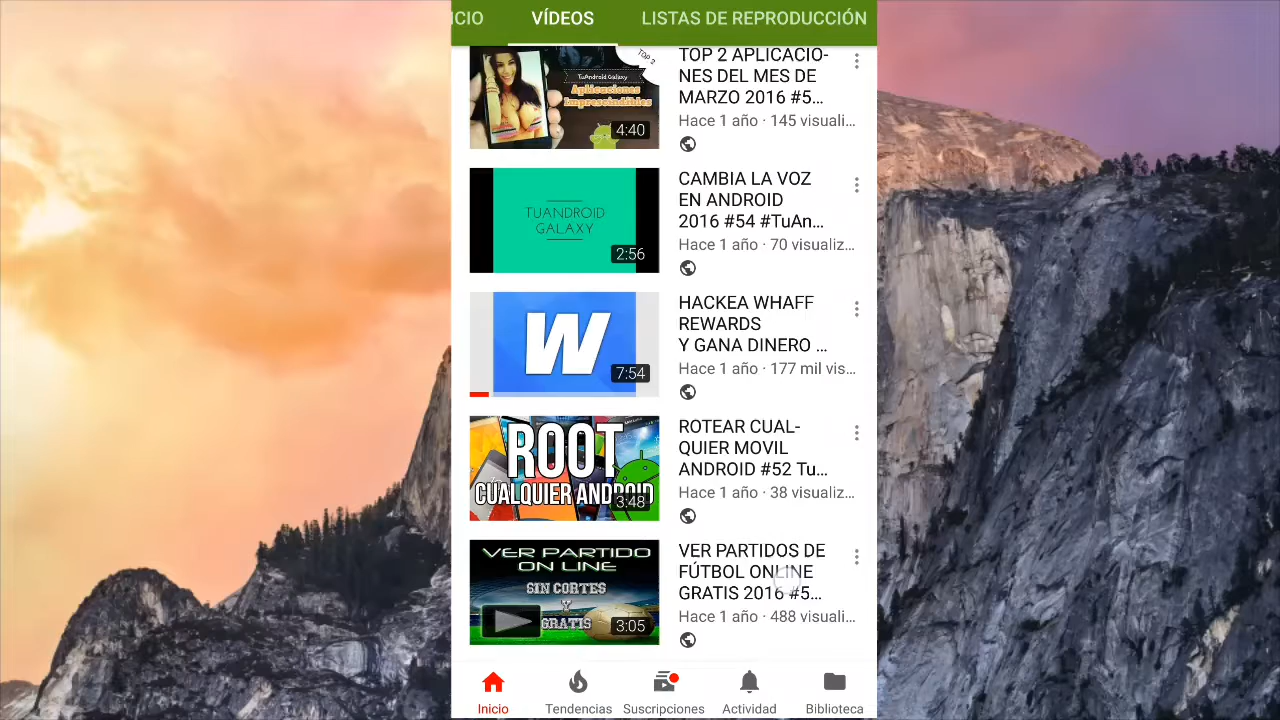 ICIO VÍDEOS LISTAS DE REPRODUCCIÓN
TOP 2
TuAndroid Galaxy
Aplicaciones
Imprescindibles
4:40
TOP 2 APLICACIO-
NES DEL MES DE
MARZO 2016 #5...
Hace 1 año · 145 visuali...
TUANDROID
GALAXY
2:56
CAMBIA LA VOZ
EN ANDROID
2016 #54 #TuAn...
Hace 1 año · 70 visualiz...
W
7:54
HACKEA WHAFF
REWARDS
Y GANA DINERO ...
Hace 1 año · 177 mil vis...
ROOT
CUALQUIER ANDROID
3:48
ROTEAR CUAL-
QUIER MOVIL
ANDROID #52 Tu...
Hace 1 año · 38 visualiz...
VER PARTIDO
ON LINE
SIN CORTES
Y
GRATIS
3:05
VER PARTIDOS DE
FÚTBOL ONLINE
GRATIS 2016 #5...
Hace 1 año · 488 visuali...
Inicio Tendencias Suscripciones Actividad Biblioteca